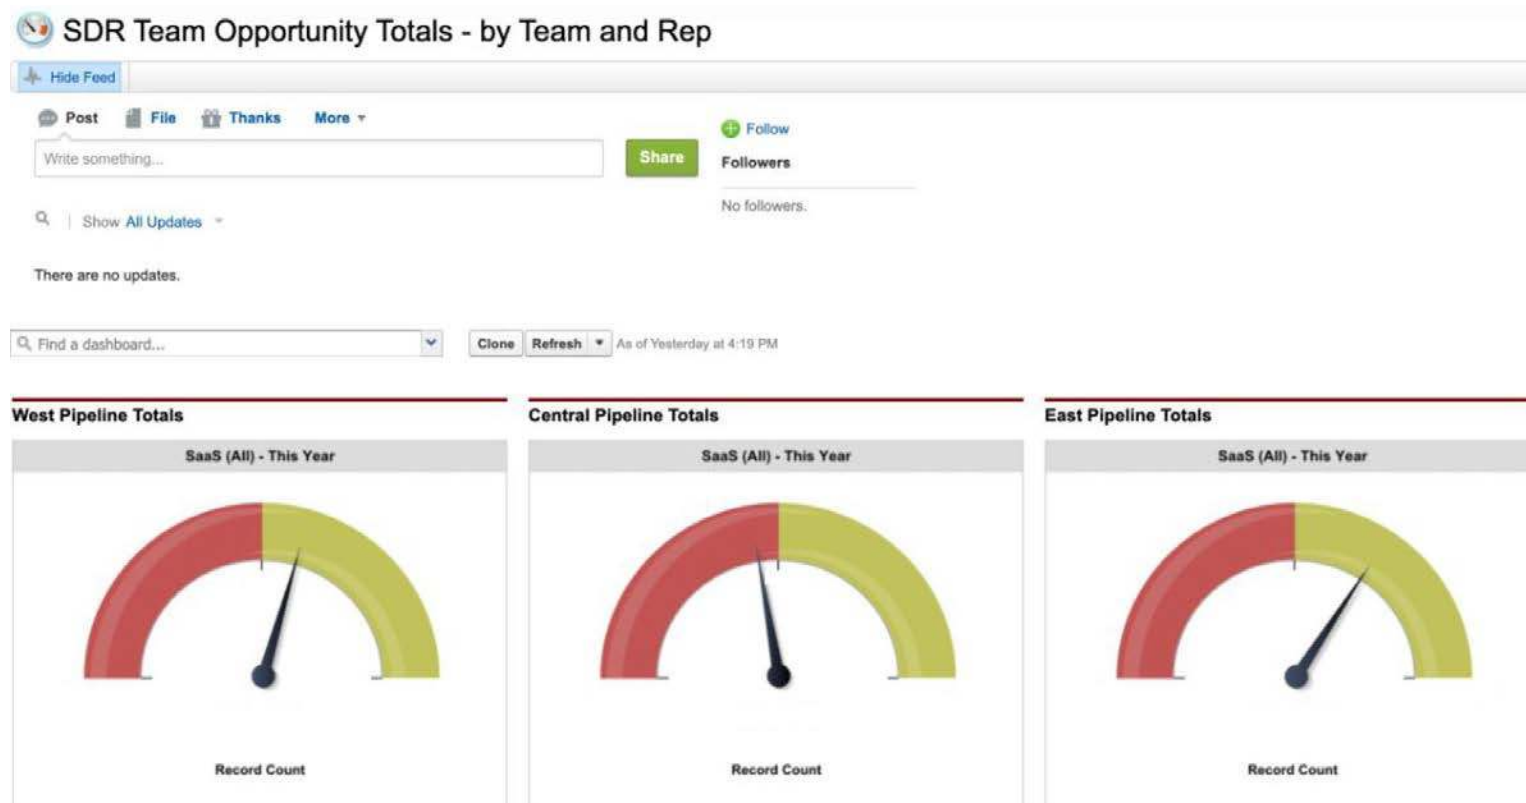 SDR Team Opportunity Totals - by Team and Rep
Hide Feed
Post File Thanks More
Write something...
Share
Follow
Followers
No followers.
Show All Updates
There are no updates.
Find a dashboard...
Clone Refresh As of Yesterday at 4:19 PM
West Pipeline Totals
SaaS (All) - This Year
Record Count
Central Pipeline Totals
SaaS (All) - This Year
Record Count
East Pipeline Totals
SaaS (All) - This Year
Record Count